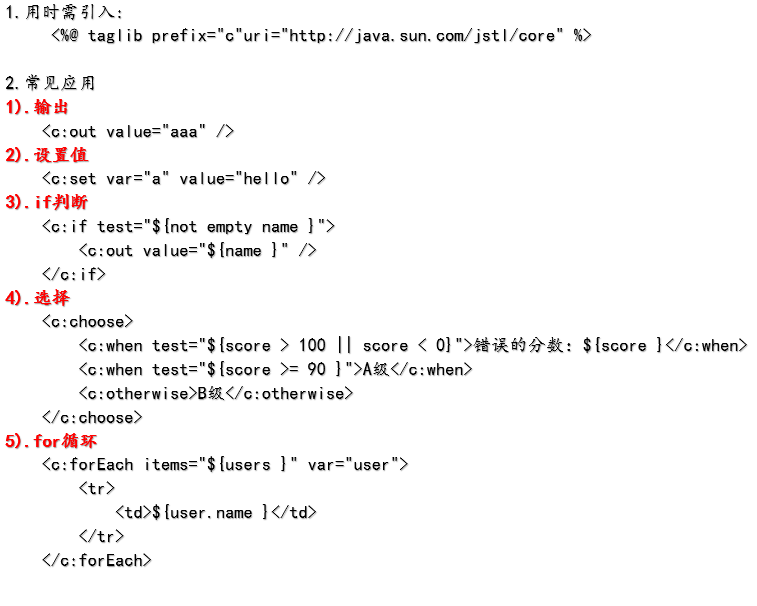 1.用时需引入:
<%@ taglib prefix="c"uri="http://java.sun.com/jstl/core" %>
2.常见应用
1).输出
<c:out value="aaa" />
2).设置值
<c:set var="a" value="hello" />
3).if判断
<c:if test="${not empty name }">
<c:out value="${name }" />
</c:if>
4).选择
<c:choose>
<c:when test="${score > 100 || score < 0}">错误的分数: ${score }</c:when>
<c:when test="${score >= 90 }">A级</c:when>
<c:otherwise>B级</c:otherwise>
</c:choose>
5).for循环
<c:forEach items="${users }" var="user">
<tr>
<td>${user.name }</td>
</tr>
</c:forEach>